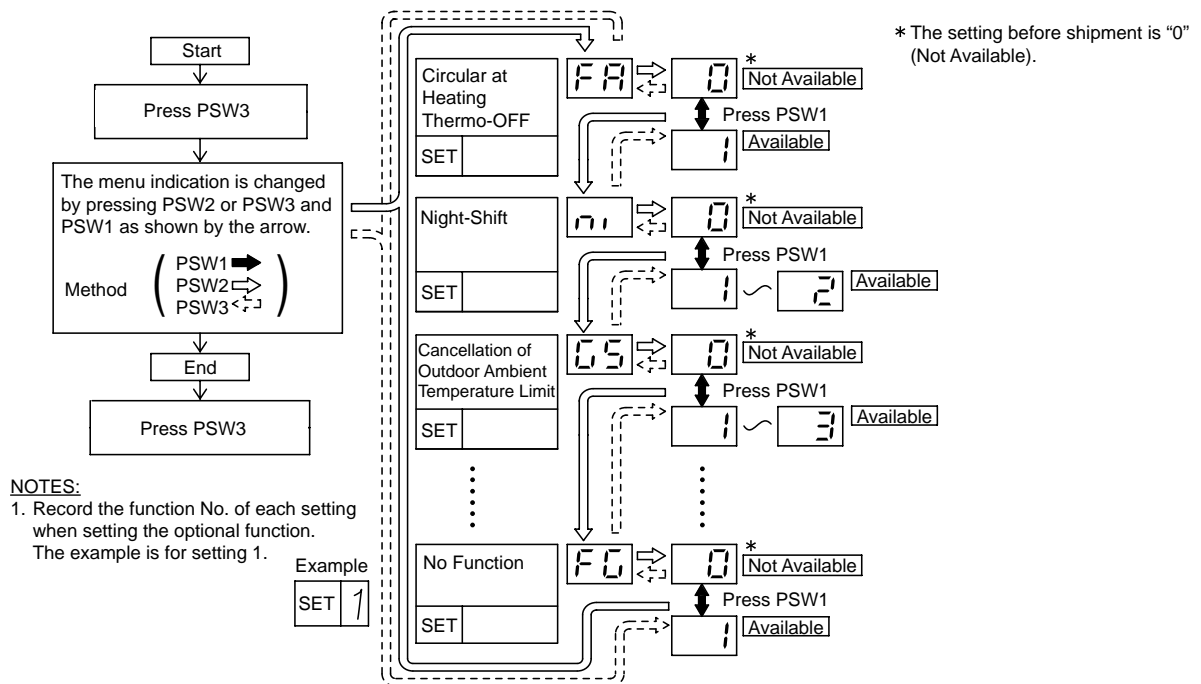 Start
Press PSW3
The menu indication is changed
by pressing PSW2 or PSW3 and
PSW1 as shown by the arrow.
Method
PSW1
PSW2
PSW3
End
Press PSW3
NOTES:
1. Record the function No. of each setting
when setting the optional function.
The example is for setting 1.
Example
SET 1
Circular at
Heating
Thermo-OFF
SET
FA
0
*
Not Available
Press PSW1
1
Available
Night-Shift
SET
ni
0
*
Not Available
Press PSW1
1 ~ 2
Available
Cancellation of
Outdoor Ambient
Temperature Limit
SET
GS
0
*
Not Available
Press PSW1
1 ~ 3
Available
No Function
SET
FG
0
*
Not Available
Press PSW1
1
Available
* The setting before shipment is “0”
(Not Available).